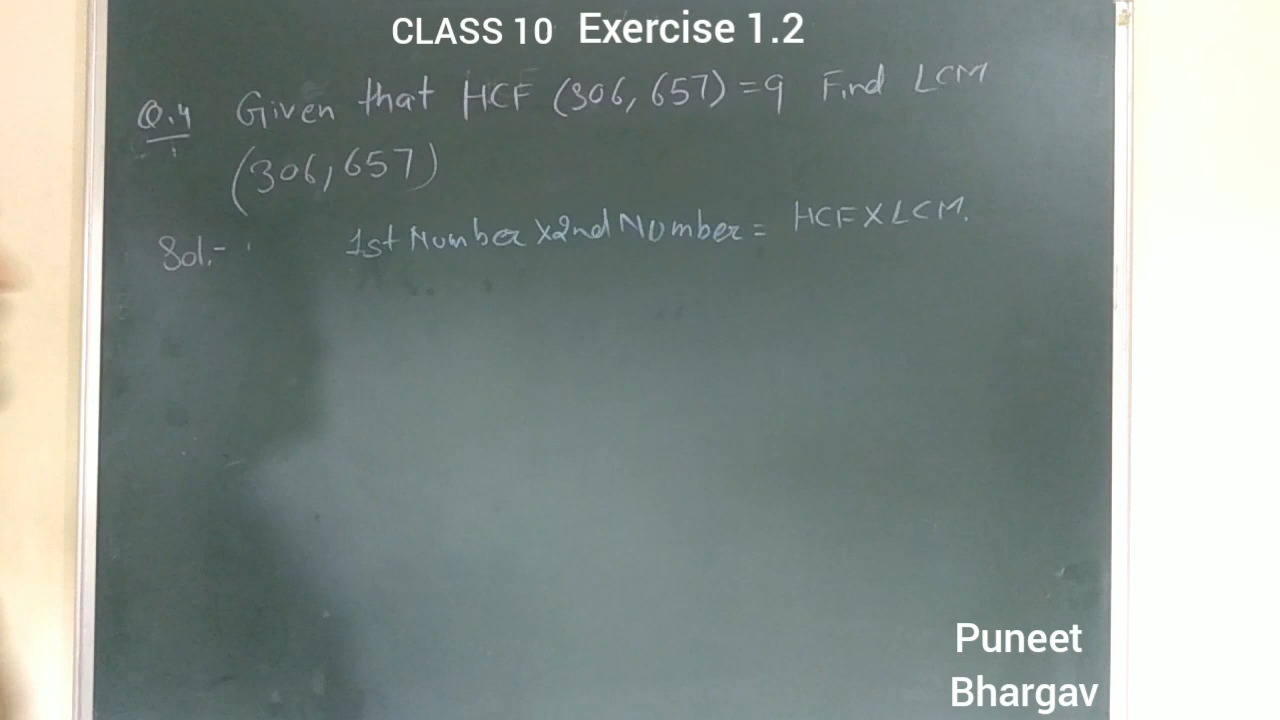 CLASS 10 Exercise 1.2
Q.4 Given that HCF (306, 657) = 9 Find LCM
(306, 657)
Sol.- 1st Number X 2nd Number = HCF X LCM.
Puneet
Bhargav